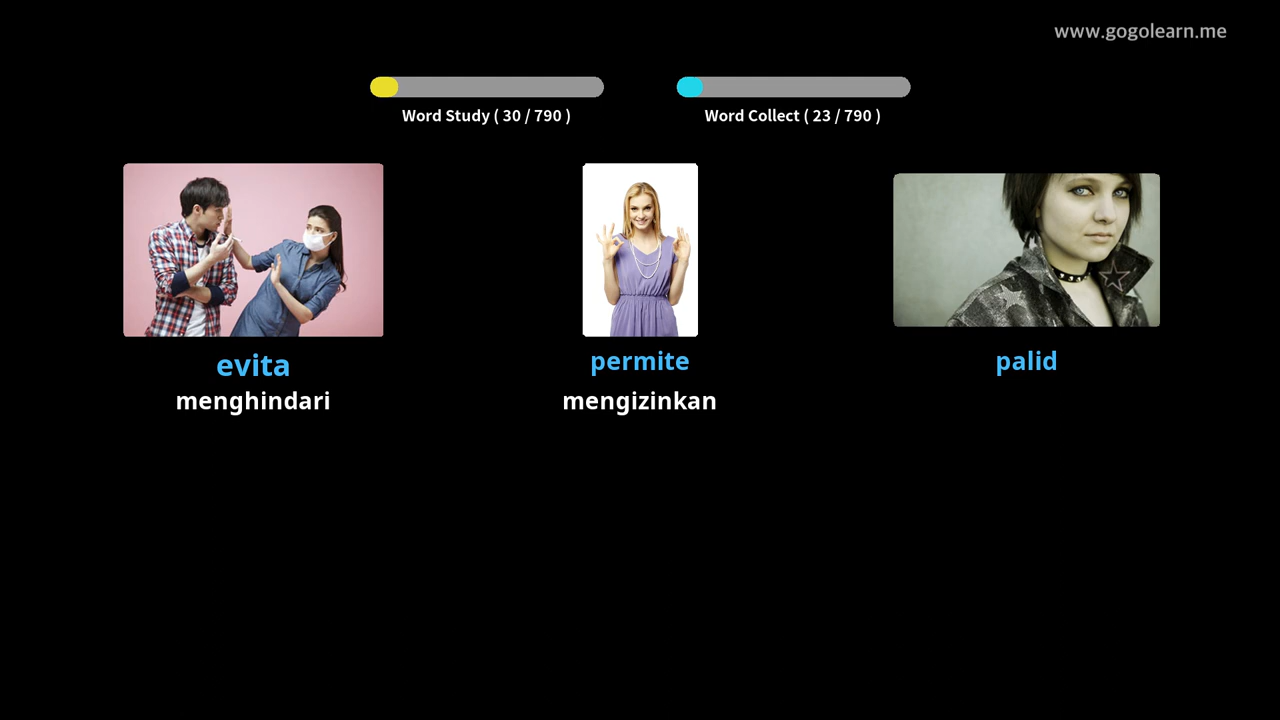 www.gogolearn.me
Word Study ( 30 / 790 )
Word Collect ( 23 / 790 )
evita
menghindari
permite
mengizinkan
palid